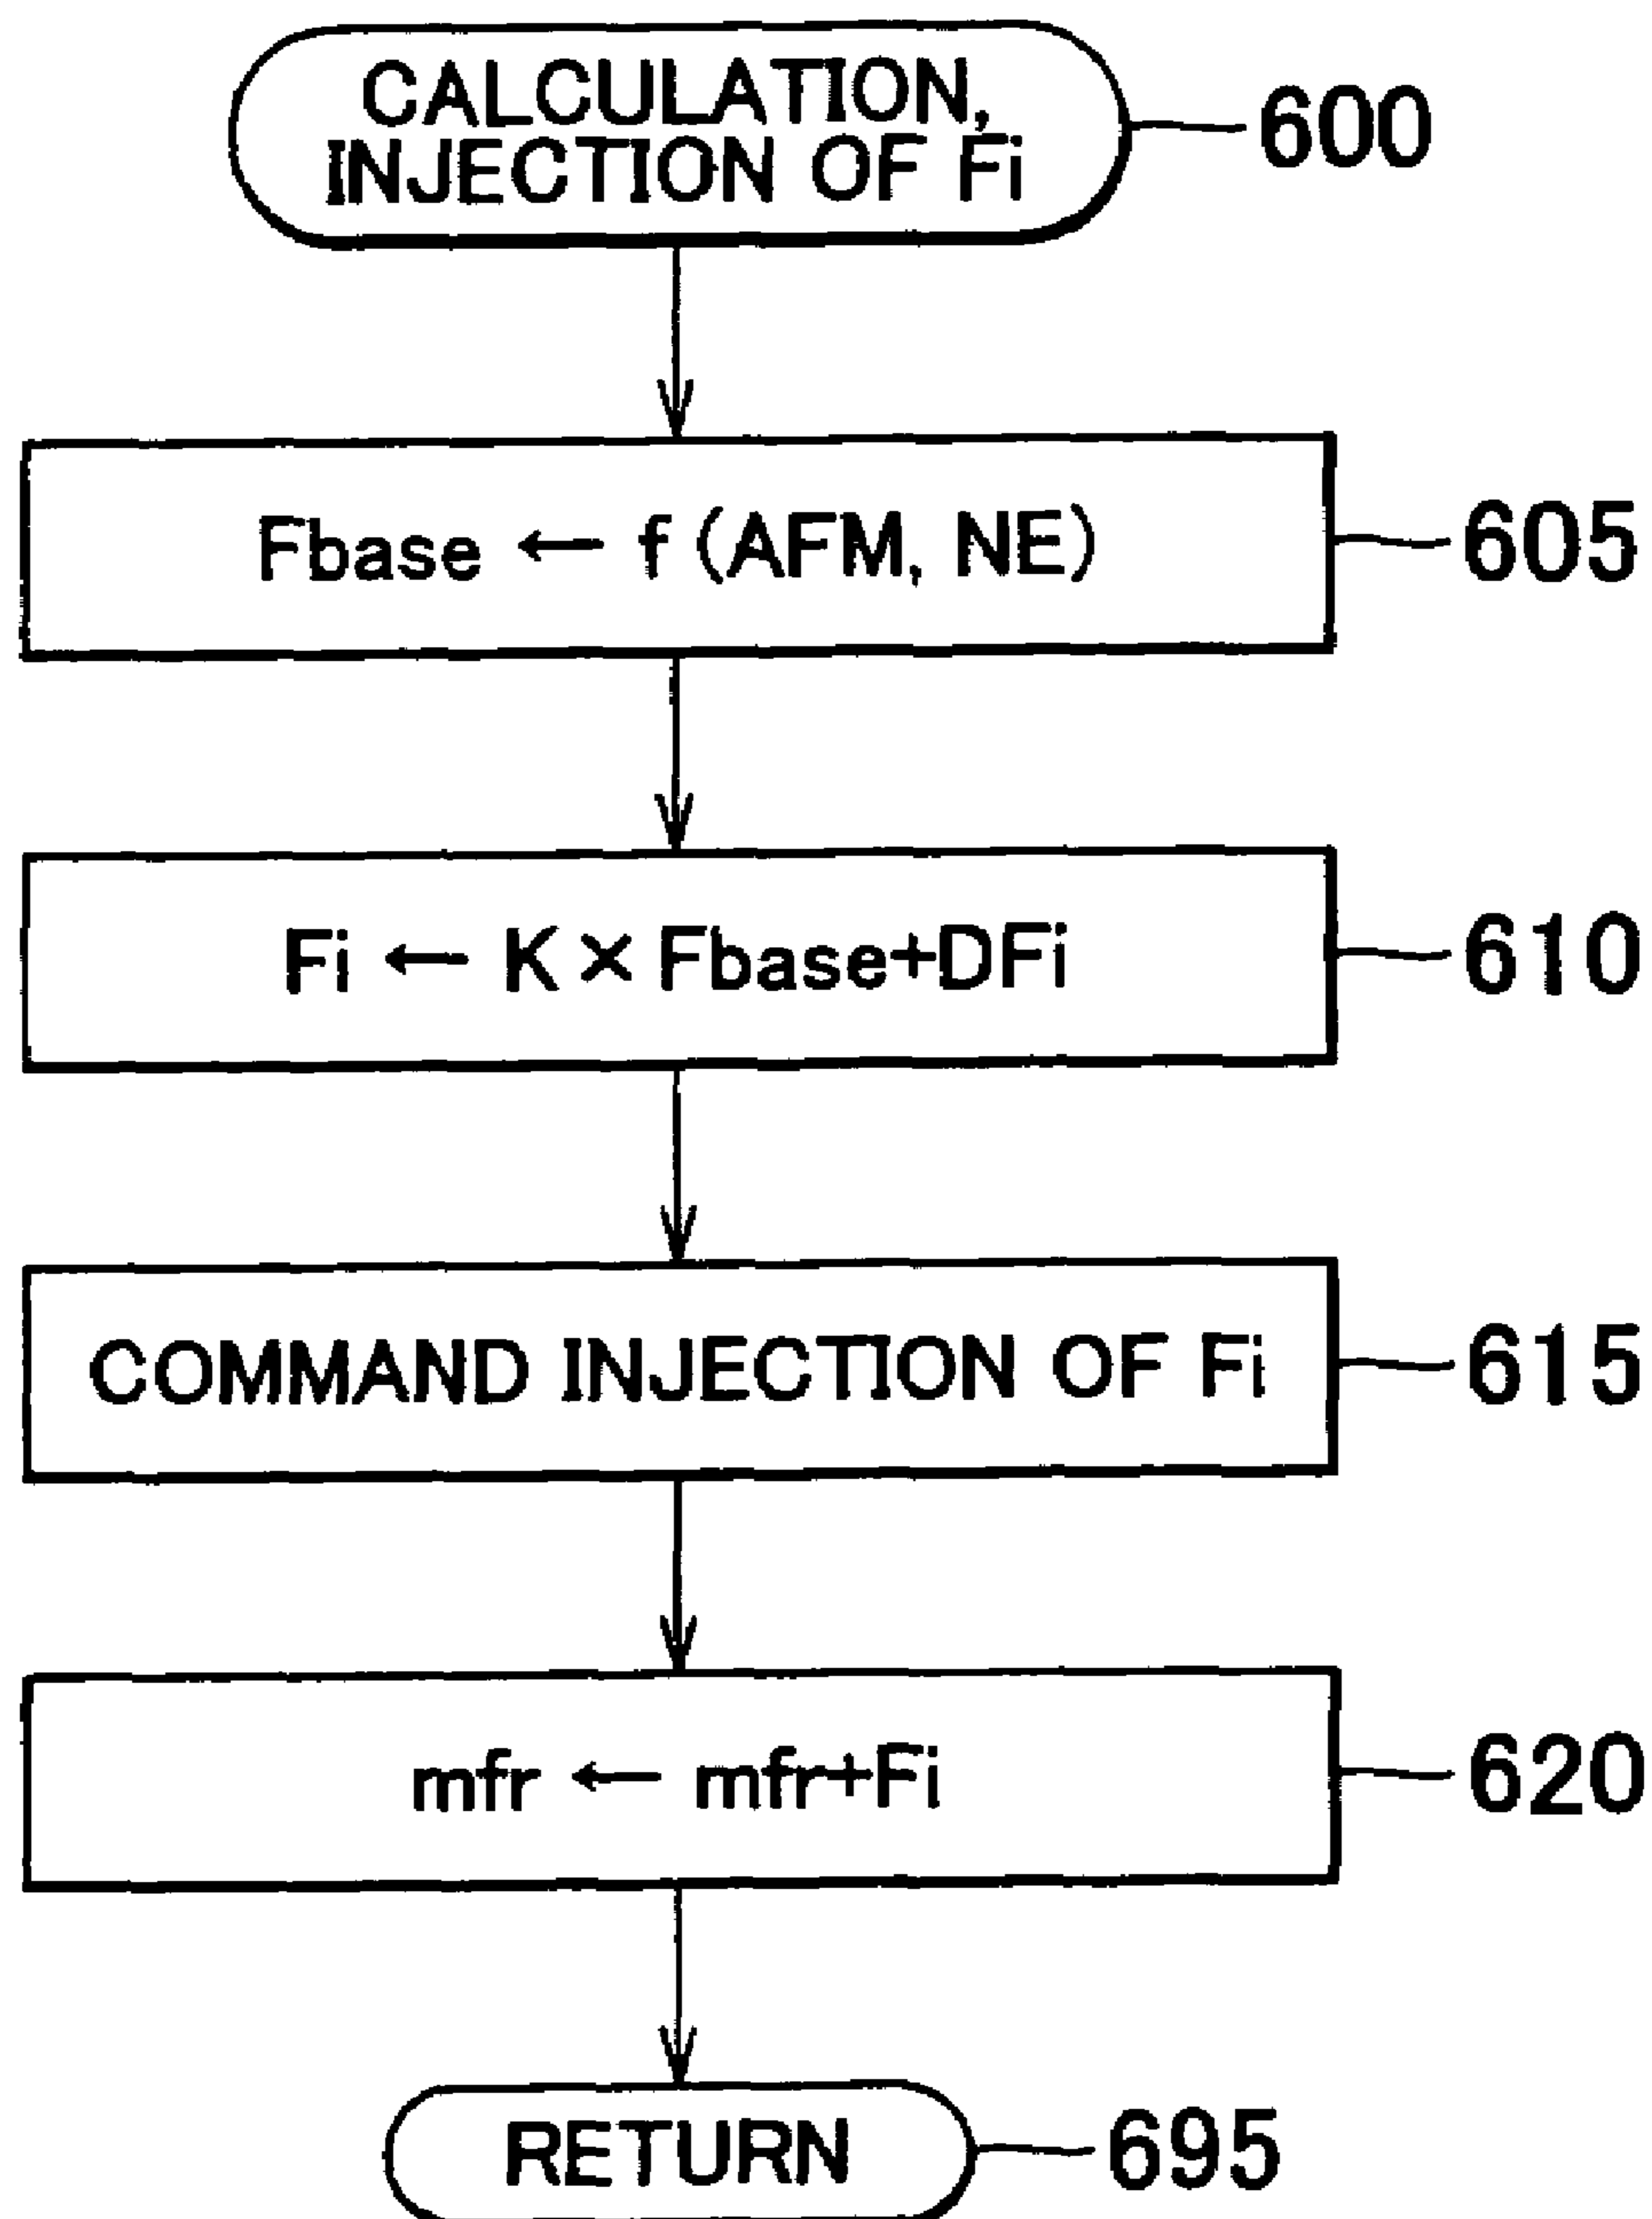 CALCULATION,
INJECTION OF Fi
600
Fbase ← f (AFM, NE)
605
Fi ← K × Fbase+DFi
610
COMMAND INJECTION OF Fi
615
mfr ← mfr+Fi
620
RETURN
695